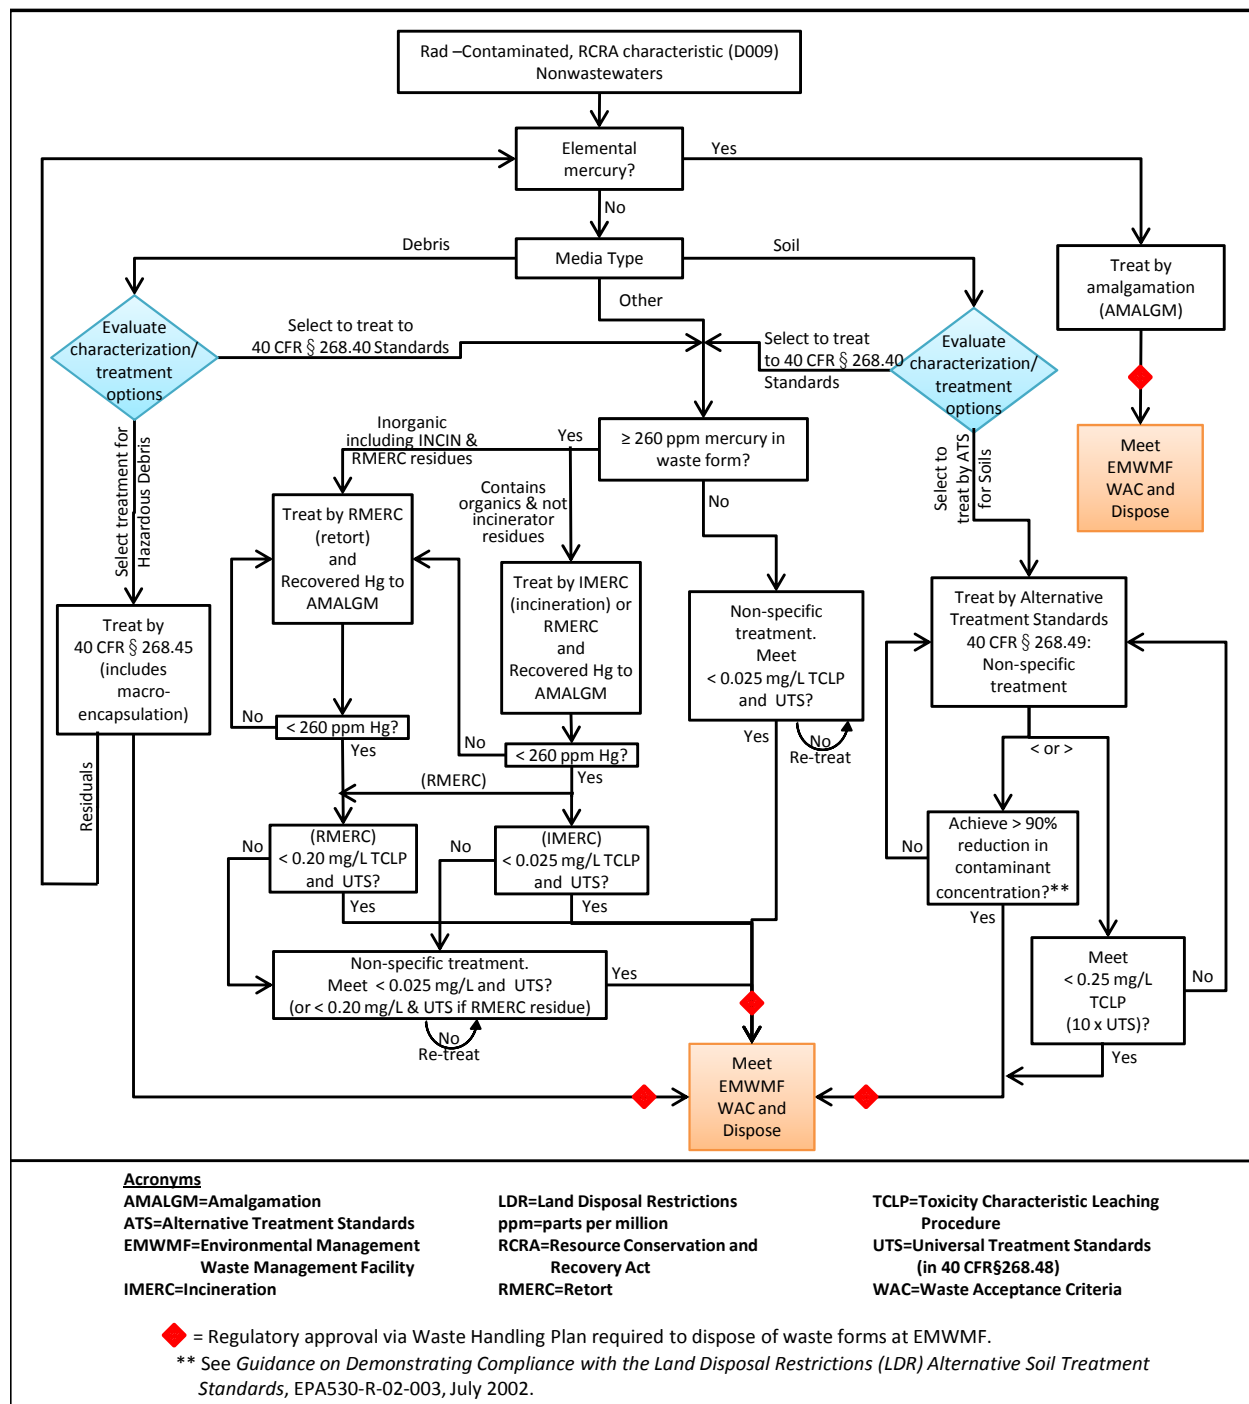 Rad –Contaminated, RCRA characteristic (D009)
Nonwastewaters
Elemental
mercury?
Yes
No
Debris
Media Type
Soil
Other
Treat by
amalgamation
(AMALGM)
Evaluate
characterization/
treatment
options
Select to treat to
40 CFR § 268.40 Standards
Select to treat
to 40 CFR § 268.40
Standards
Evaluate
characterization/
treatment
options
Meet
EMWMF
WAC and
Dispose
Select treatment for
Hazardous Debris
Inorganic
including INCIN &
RMERC residues
Yes
≥ 260 ppm mercury in
waste form?
No
Select to
treat by ATS
for Soils
Contains
organics & not
incinerator
residues
Treat by RMERC
(retort)
and
Recovered Hg to
AMALGM
Treat by IMERC
(incineration) or
RMERC
and
Recovered Hg to
AMALGM
Non-specific
treatment.
Meet
< 0.025 mg/L TCLP
and UTS?
Yes
No
Re-treat
Treat by Alternative
Treatment Standards
40 CFR § 268.49:
Non-specific
treatment
< or >
Treat by
40 CFR § 268.45
(includes
macro-
encapsulation)
No
< 260 ppm Hg?
Yes
No
< 260 ppm Hg?
Yes
Residuals
(RMERC)
No
(RMERC)
< 0.20 mg/L TCLP
and UTS?
Yes
No
(IMERC)
< 0.025 mg/L TCLP
and UTS?
Yes
No
Achieve > 90%
reduction in
contaminant
concentration?**
Yes
Non-specific treatment.
Meet < 0.025 mg/L and UTS?
(or < 0.20 mg/L & UTS if RMERC residue)
Yes
No
Re-treat
Meet
< 0.25 mg/L
TCLP
(10 x UTS)?
No
Yes
Meet
EMWMF
WAC and
Dispose
Acronyms
AMALGM=Amalgamation
ATS=Alternative Treatment Standards
EMWMF=Environmental Management
Waste Management Facility
IMERC=Incineration
LDR=Land Disposal Restrictions
ppm=parts per million
RCRA=Resource Conservation and
Recovery Act
RMERC=Retort
TCLP=Toxicity Characteristic Leaching
Procedure
UTS=Universal Treatment Standards
(in 40 CFR§268.48)
WAC=Waste Acceptance Criteria
= Regulatory approval via Waste Handling Plan required to dispose of waste forms at EMWMF.
** See Guidance on Demonstrating Compliance with the Land Disposal Restrictions (LDR) Alternative Soil Treatment
Standards, EPA530-R-02-003, July 2002.